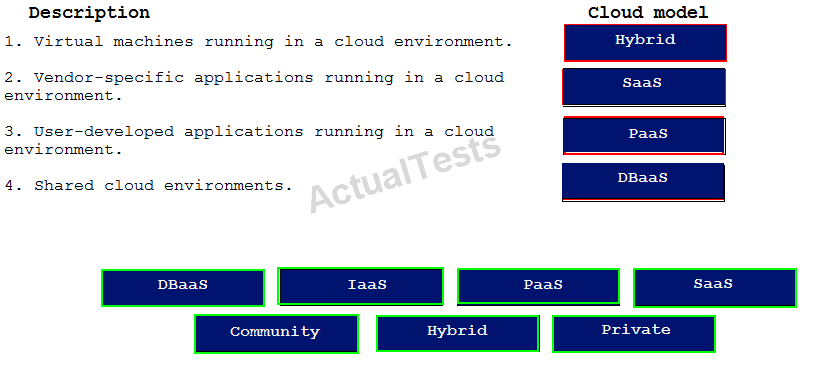 Description Cloud model
1. Virtual machines running in a cloud environment. Hybrid
2. Vendor-specific applications running in a cloud SaaS
environment.
3. User-developed applications running in a cloud PaaS
environment.
4. Shared cloud environments. DBaaS
ActualTests
DBaaS IaaS PaaS SaaS
Community Hybrid Private